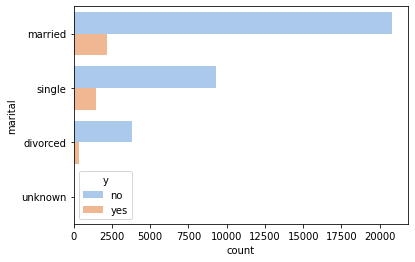 married
single
divorced
unknown
marital
y
no
yes
0 2500 5000 7500 10000 12500 15000 17500 20000
count